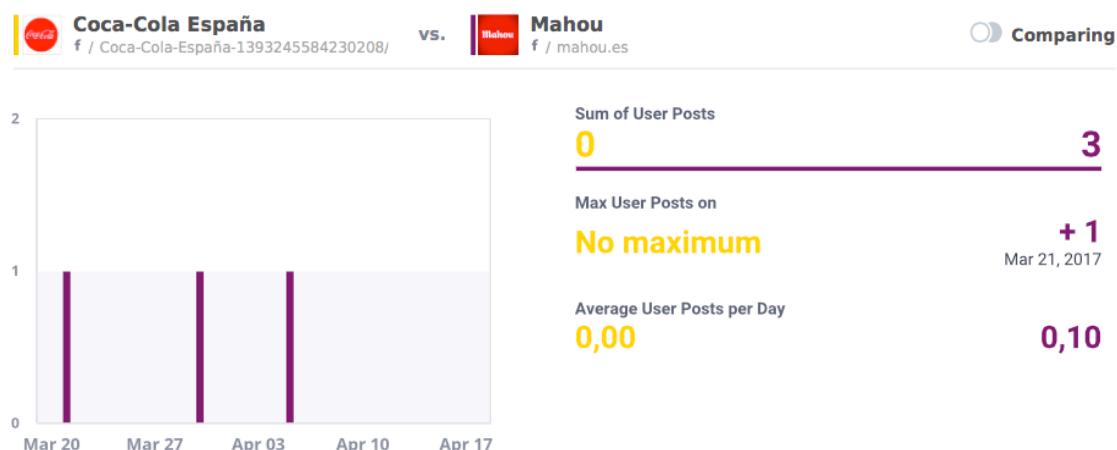 Coca-Cola España
f / Coca-Cola-España-1393245584230208/
vs.
Mahou
Mahou
f / mahou.es
Comparing
2
1
0
Mar 20 Mar 27 Apr 03 Apr 10 Apr 17
Sum of User Posts
0 3
Max User Posts on
No maximum + 1
Mar 21, 2017
Average User Posts per Day
0,00 0,10